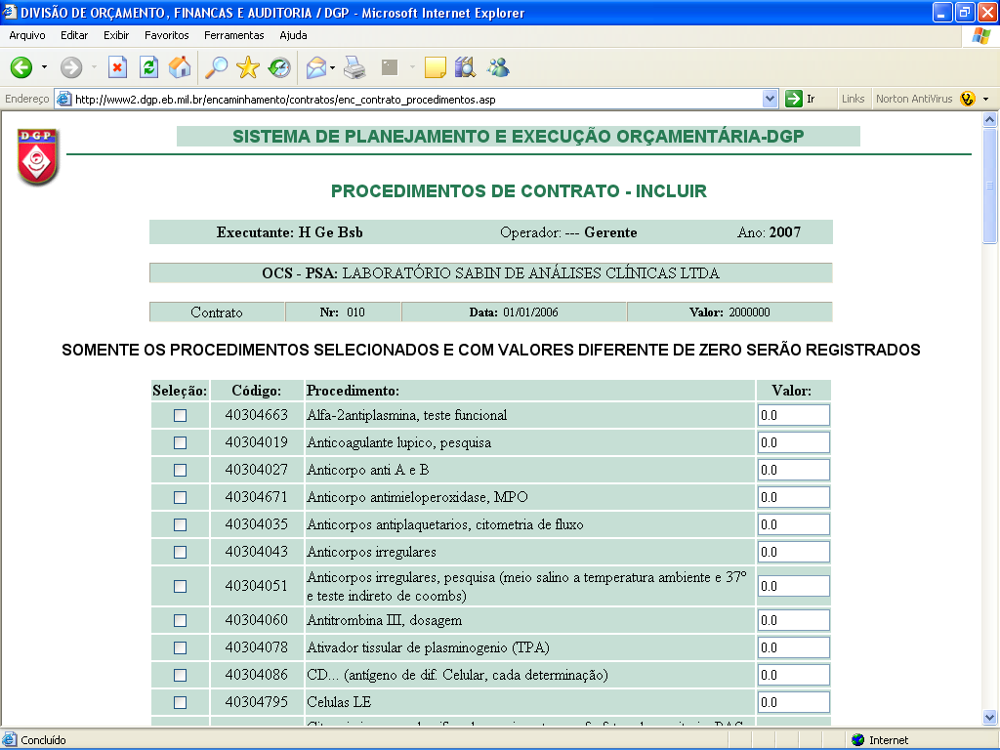 DIVISÃO DE ORÇAMENTO, FINANCAS E AUDITORIA / DGP - Microsoft Internet Explorer
Arquivo Editar Exibir Favoritos Ferramentas Ajuda
Endereço http://www2.dgp.eb.mil.br/encaminhamento/contratos/enc_contrato_procedimentos.asp Ir Links Norton AntiVirus
DGP
SISTEMA DE PLANEJAMENTO E EXECUÇÃO ORÇAMENTÁRIA-DGP
PROCEDIMENTOS DE CONTRATO - INCLUIR
Executante: H Ge Bsb Operador: --- Gerente Ano: 2007
OCS - PSA: LABORATÓRIO SABIN DE ANÁLISES CLÍNICAS LTDA
Contrato Nr: 010 Data: 01/01/2006 Valor: 2000000
SOMENTE OS PROCEDIMENTOS SELECIONADOS E COM VALORES DIFERENTE DE ZERO SERÃO REGISTRADOS
Seleção: Código: Procedimento: Valor:
40304663 Alfa-2antiplasmina, teste funcional 0.0
40304019 Anticoagulante lupico, pesquisa 0.0
40304027 Anticorpo anti A e B 0.0
40304671 Anticorpo antimieloperoxidase, MPO 0.0
40304035 Anticorpos antiplaquetarios, citometria de fluxo 0.0
40304043 Anticorpos irregulares 0.0
40304051 Anticorpos irregulares, pesquisa (meio salino a temperatura ambiente e 37º 0.0
e teste indireto de coombs)
40304060 Antitrombina III, dosagem 0.0
40304078 Ativador tissular de plasminogenio (TPA) 0.0
40304086 CD... (antígeno de dif. Celular, cada determinação) 0.0
40304795 Celulas LE 0.0
Concluído Internet